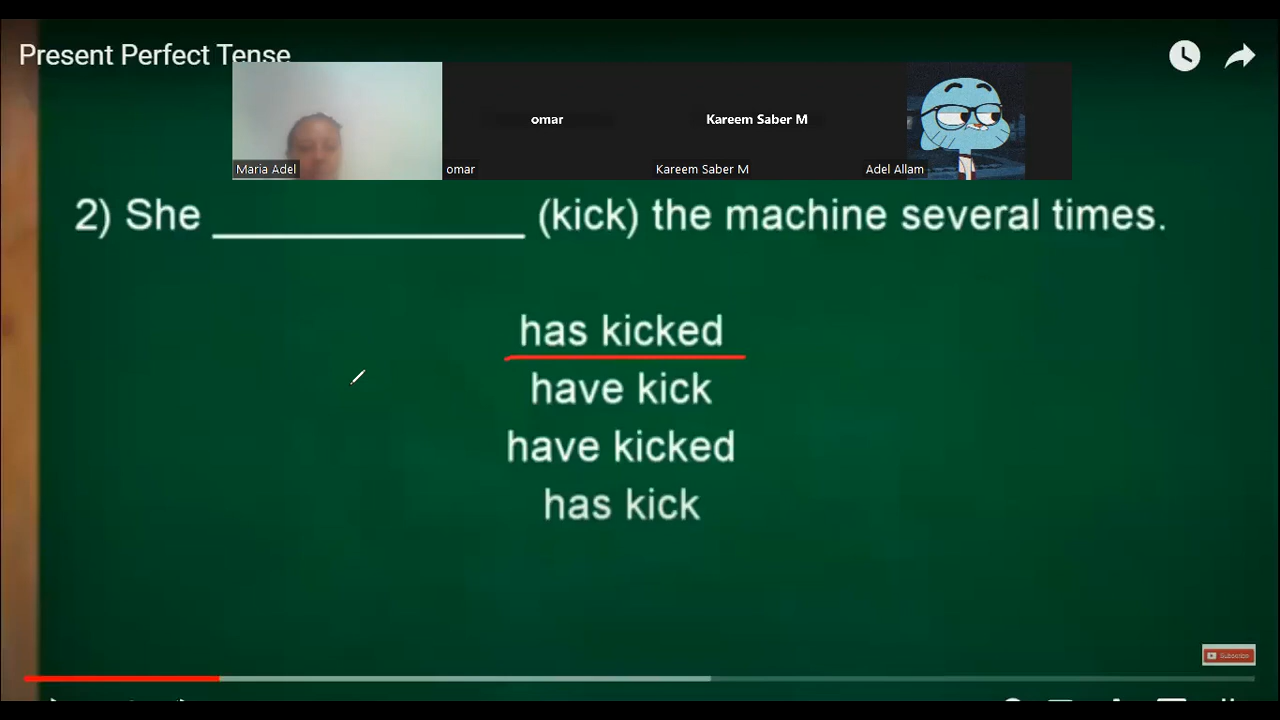 Present Perfect Tense
omar
Kareem Saber M
Maria Adel
omar
Kareem Saber M
Adel Allam
2) She ______________ (kick) the machine several times.
has kicked
have kick
have kicked
has kick
Subscribe